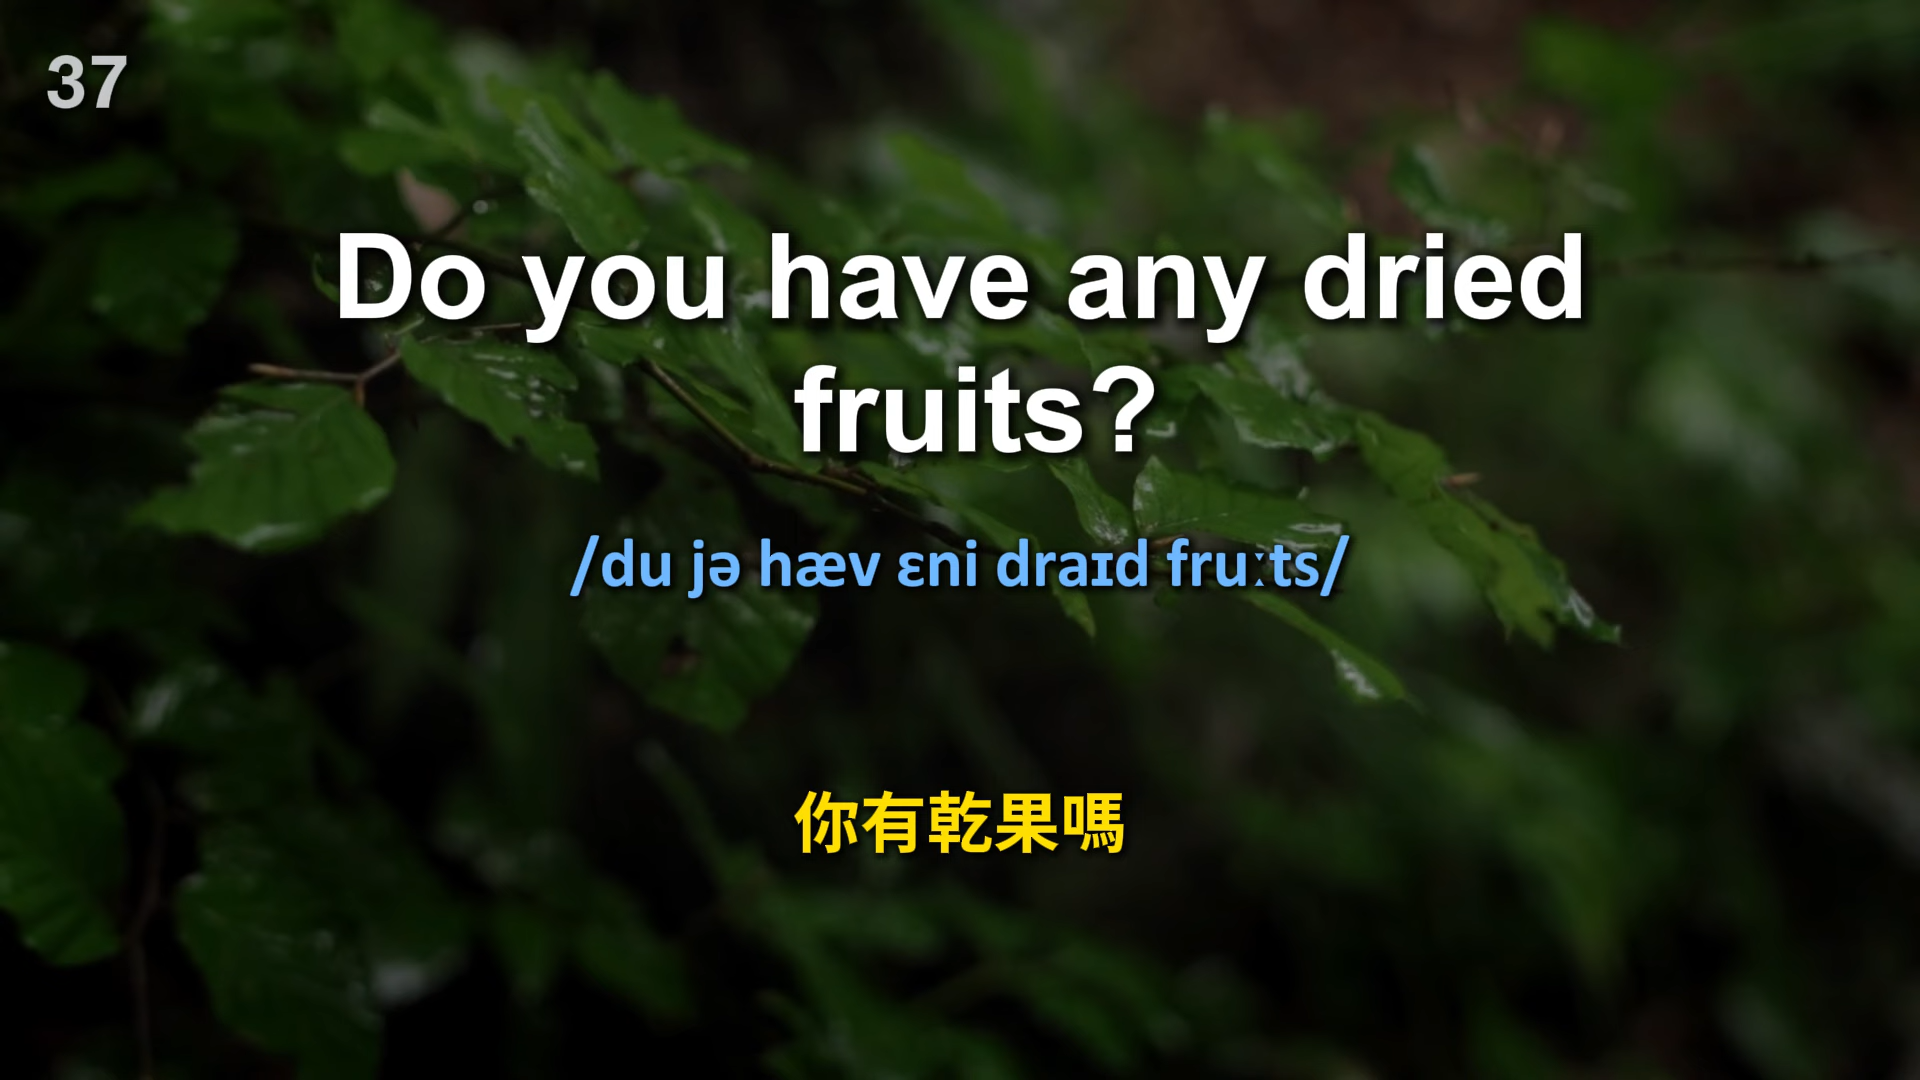 37
Do you have any dried
fruits?
/du jə hæv ɛni draɪd fruːts/
你有乾果嗎